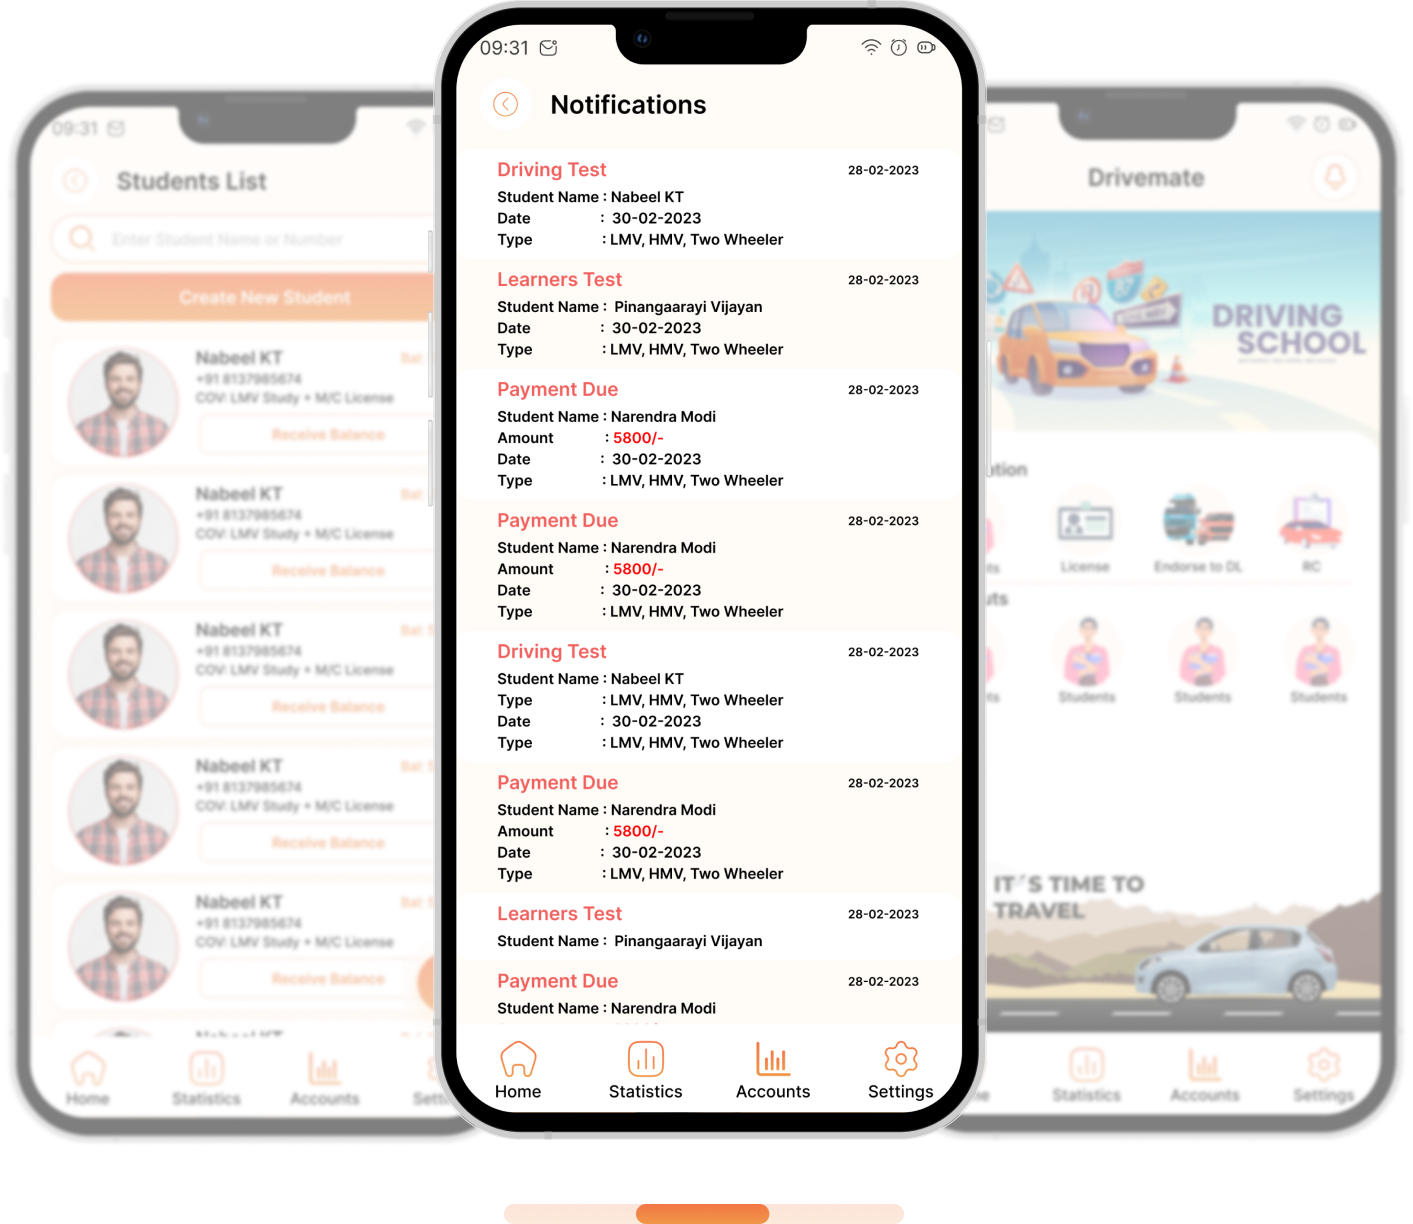 09:31
Students List
Enter Student Name or Number
Create New Student
Nabeel KT
Bal:
+91 8137985674
COV: LMV Study + M/C License
Receive Balance
Nabeel KT
Bal:
+91 8137985674
COV: LMV Study + M/C License
Receive Balance
Nabeel KT
Bal: 5
+91 8137985674
COV: LMV Study + M/C License
Receive Balance
Nabeel KT
Bal: 5
+91 8137985674
COV: LMV Study + M/C License
Receive Balance
Nabeel KT
Bal: 5
+91 8137985674
COV: LMV Study + M/C License
Receive Balance
Home
Statistics
Accounts
09:31
Notifications
Driving Test 28-02-2023
Student Name : Nabeel KT
Date : 30-02-2023
Type : LMV, HMV, Two Wheeler
Learners Test 28-02-2023
Student Name : Pinangaarayi Vijayan
Date : 30-02-2023
Type : LMV, HMV, Two Wheeler
Payment Due 28-02-2023
Student Name : Narendra Modi
Amount : 5800/-
Date : 30-02-2023
Type : LMV, HMV, Two Wheeler
Payment Due 28-02-2023
Student Name : Narendra Modi
Amount : 5800/-
Date : 30-02-2023
Type : LMV, HMV, Two Wheeler
Driving Test 28-02-2023
Student Name : Nabeel KT
Type : LMV, HMV, Two Wheeler
Date : 30-02-2023
Type : LMV, HMV, Two Wheeler
Payment Due 28-02-2023
Student Name : Narendra Modi
Amount : 5800/-
Date : 30-02-2023
Type : LMV, HMV, Two Wheeler
Learners Test 28-02-2023
Student Name : Pinangaarayi Vijayan
Payment Due 28-02-2023
Student Name : Narendra Modi
Home Statistics Accounts Settings
Drivemate
DRIVING
SCHOOL
License Endorse to DL RC
Students Students Students
IT´S TIME TO
TRAVEL
Statistics Accounts Settings